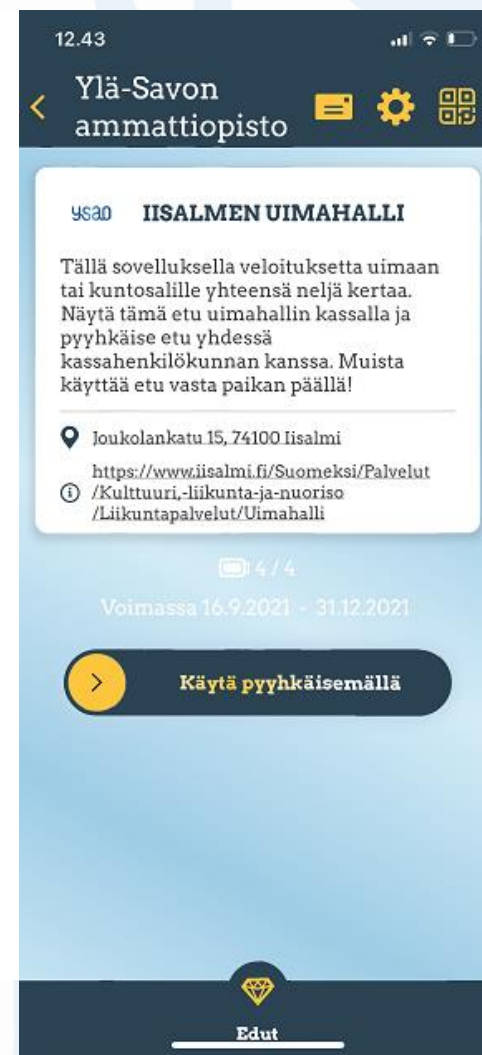 12.43
Ylä-Savon
ammattiopisto
ysao IISALMEN UIMAHALLI
Tällä sovelluksella veloituksetta uimaan
tai kuntosalille yhteensä neljä kertaa.
Näytä tämä etu uimahallin kassalla ja
pyyhkäise etu yhdessä
kassahenkilökunnan kanssa. Muista
käyttää etu vasta paikan päällä!
Joukolankatu 15, 74100 Iisalmi
https://www.iisalmi.fi/Suomeksi/Palvelut
/Kulttuuri,-liikunta-ja-nuoriso
/Liikuntapalvelut/Uimahalli
4 / 4
Voimassa 16.9.2021 - 31.12.2021
Käytä pyyhkäisemällä
Edut